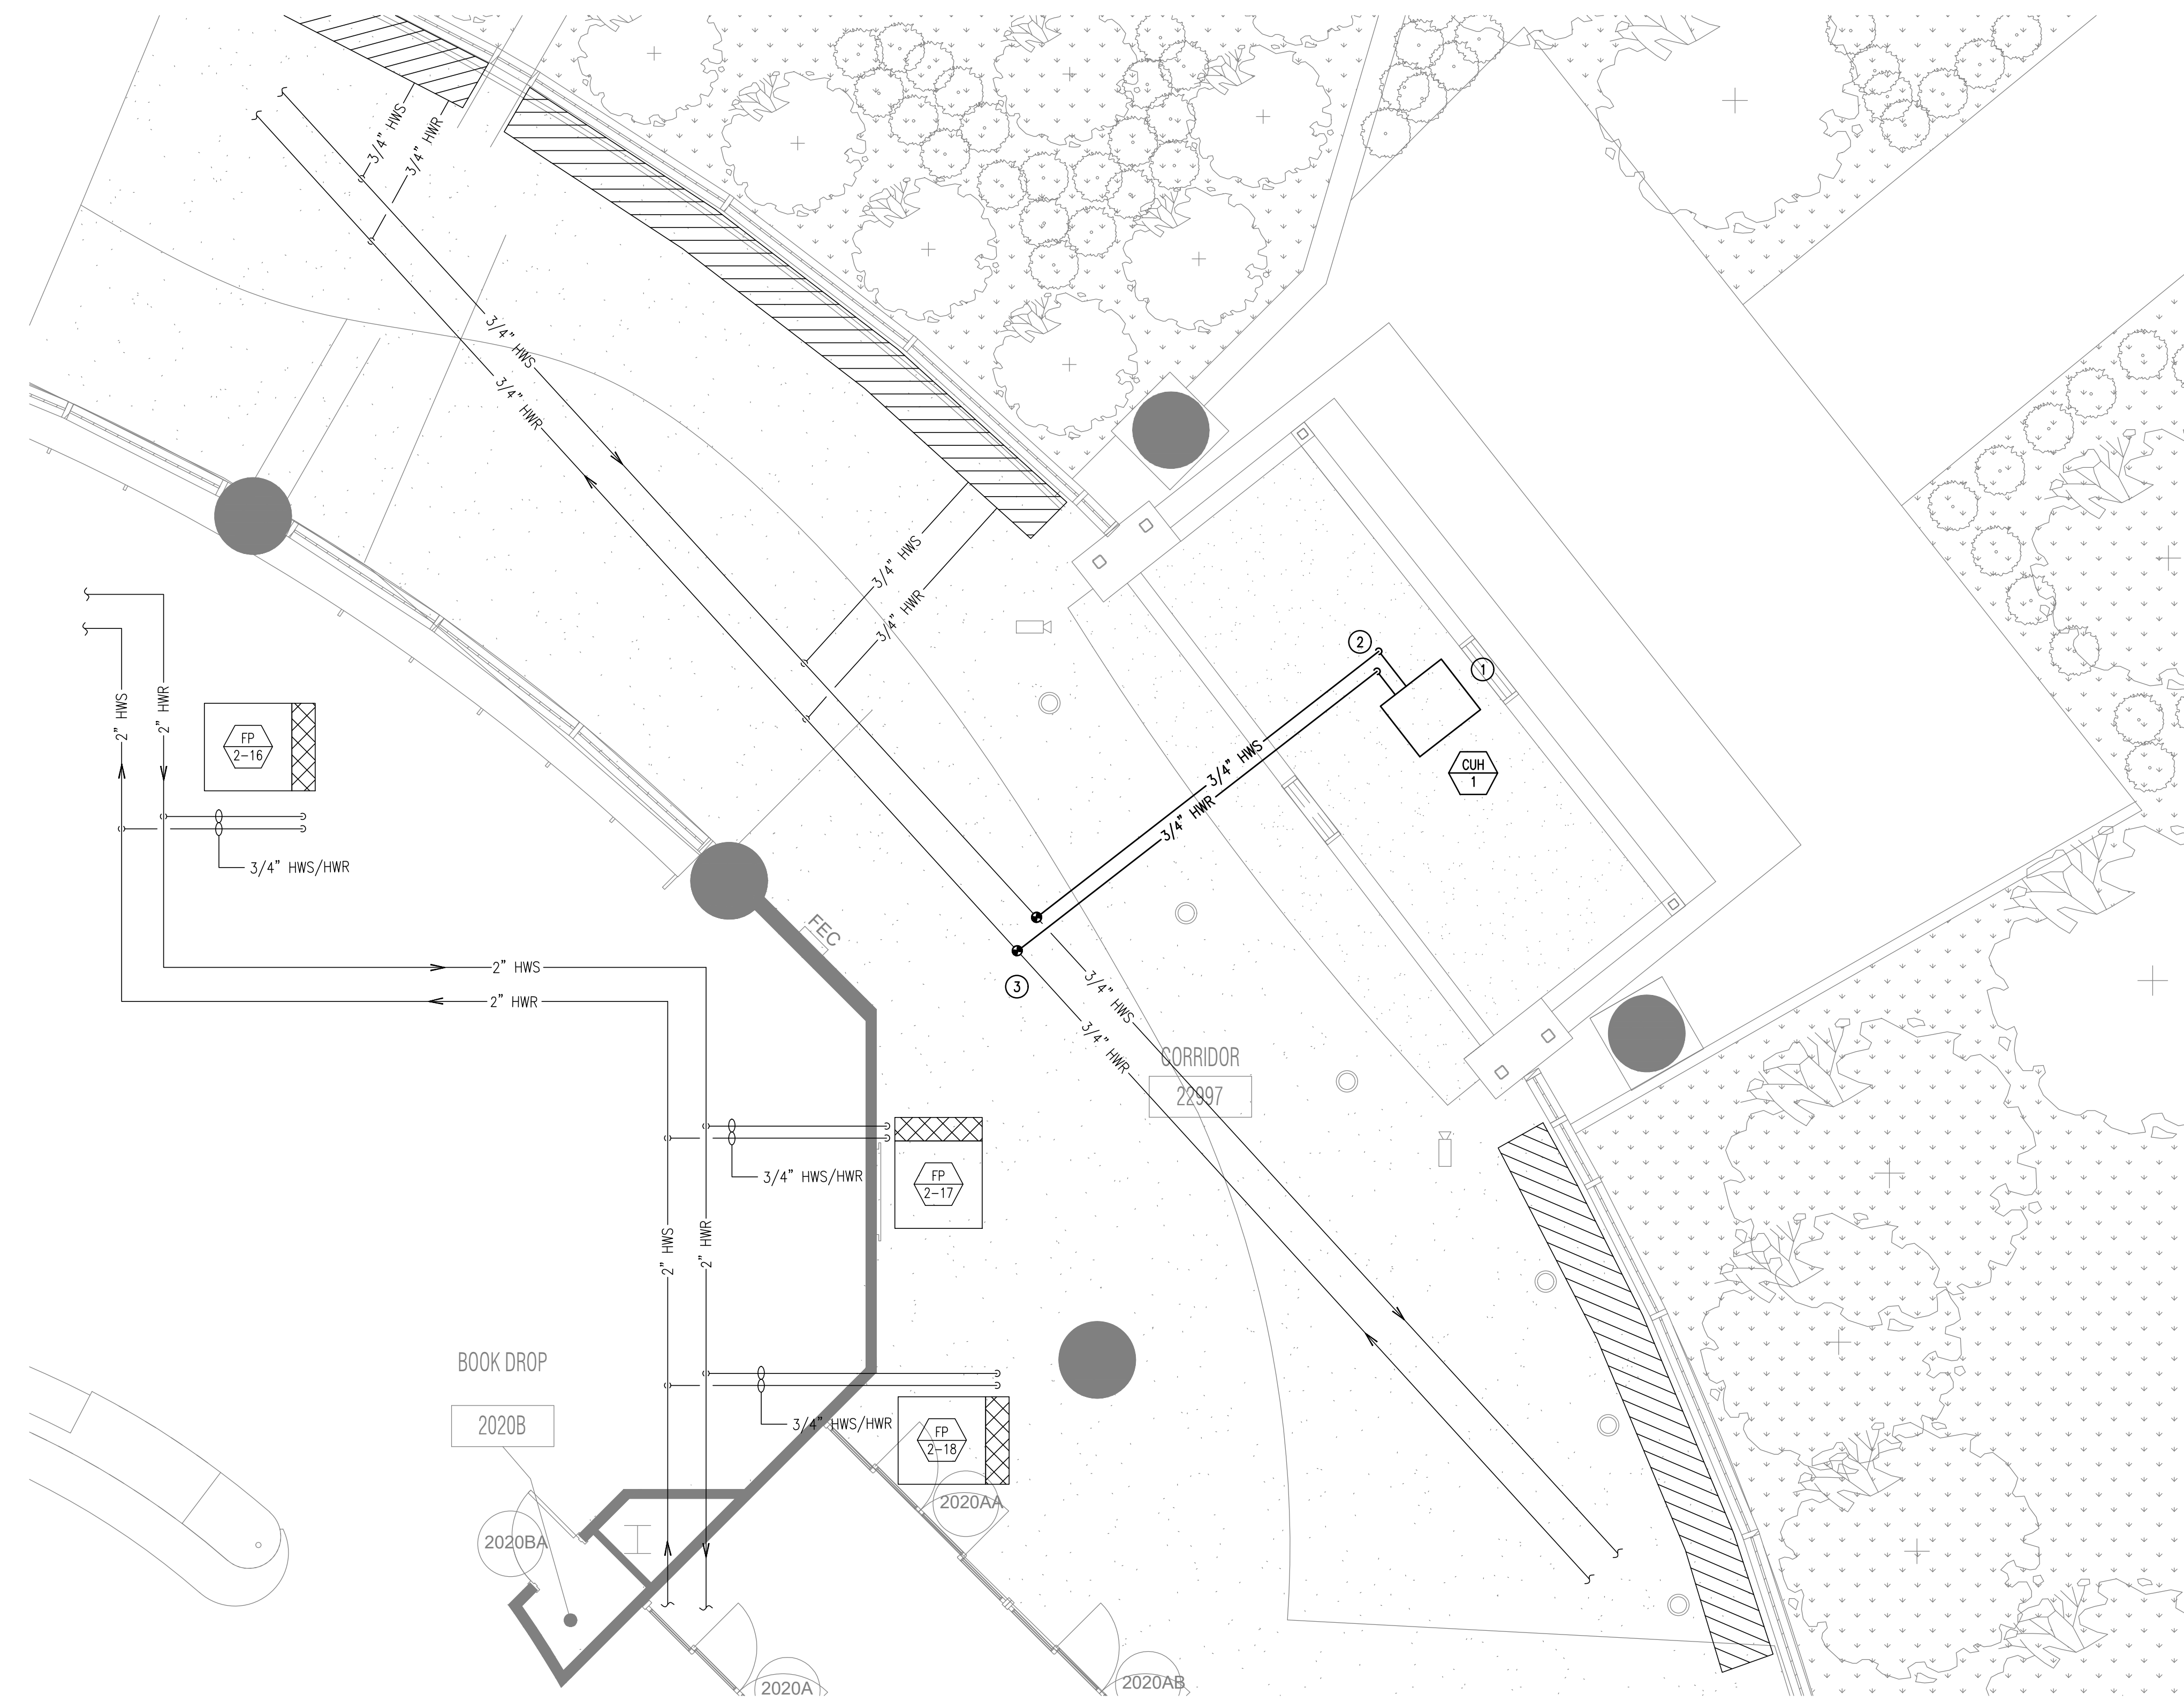 3/4" HWS
3/4" HWR
3/4" HWS
3/4" HWR
3/4" HWS
3/4" HWR
2
1
2" HWS
2" HWR
FP
2-16
3/4" HWS
3/4" HWR
CUH
1
3/4" HWS/HWR
FEC
2" HWS
2" HWR
3
3/4" HWS
3/4" HWR
CORRIDOR
22997
3/4" HWS/HWR
FP
2-17
2" HWS
2" HWR
BOOK DROP
2020B
3/4" HWS/HWR
FP
2-18
2020AA
2020BA
2020A
2020AB